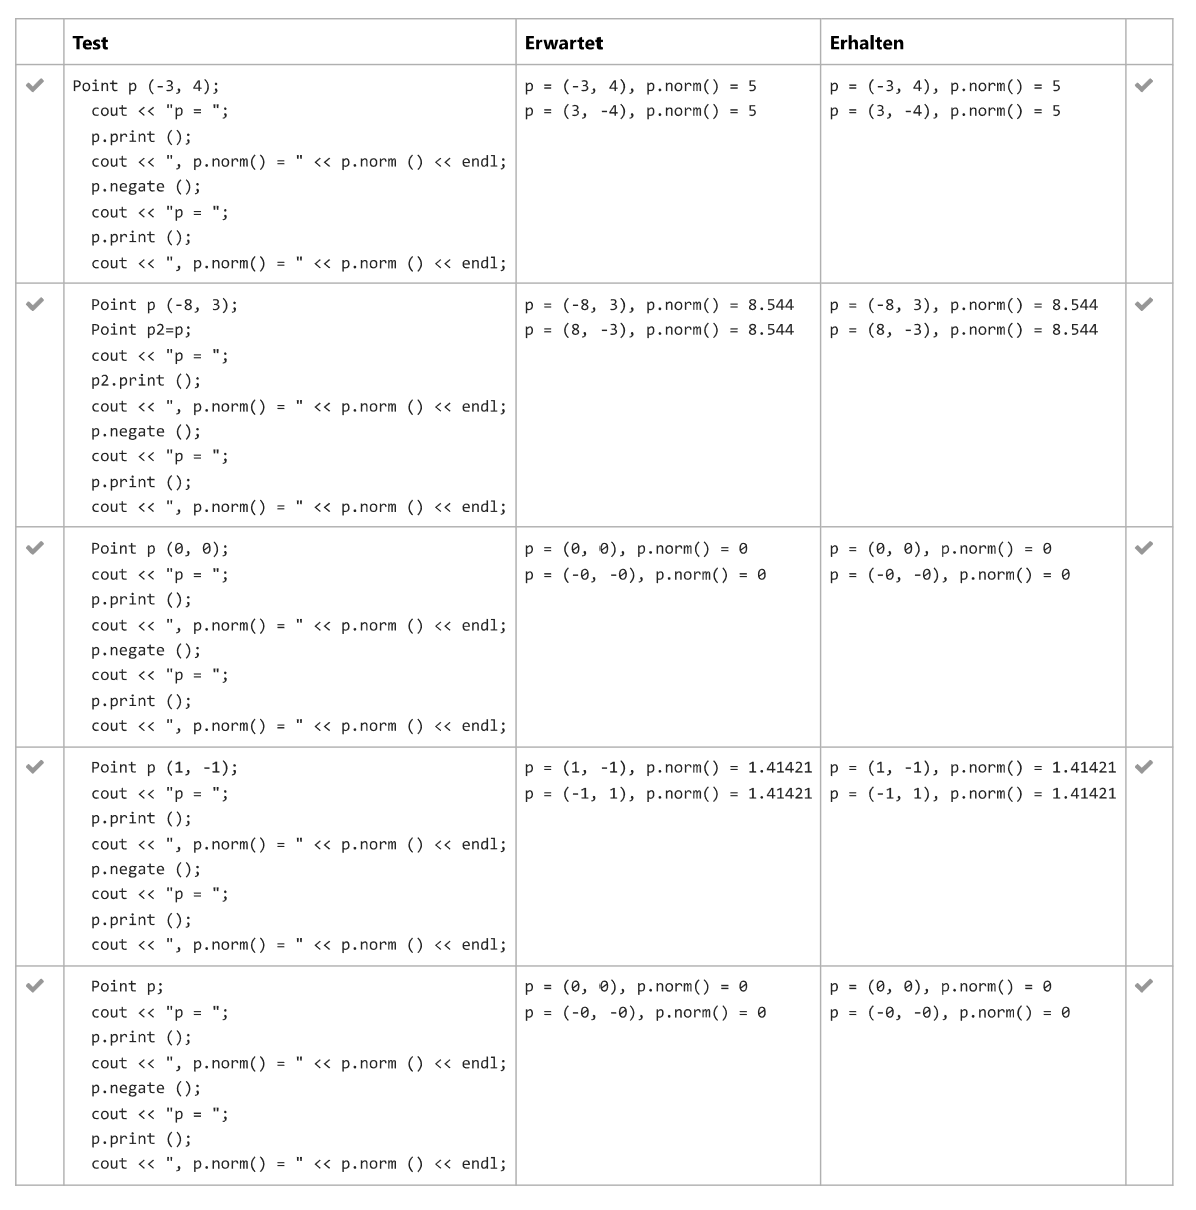 Test Erwartet Erhalten
Point p (-3, 4);
cout << "p = ";
p.print ();
cout << ", p.norm() = " << p.norm () << endl;
p.negate ();
cout << "p = ";
p.print ();
cout << ", p.norm() = " << p.norm () << endl;
p = (-3, 4), p.norm() = 5
p = (3, -4), p.norm() = 5
p = (-3, 4), p.norm() = 5
p = (3, -4), p.norm() = 5
Point p (-8, 3);
Point p2=p;
cout << "p = ";
p2.print ();
cout << ", p.norm() = " << p.norm () << endl;
p.negate ();
cout << "p = ";
p.print ();
cout << ", p.norm() = " << p.norm () << endl;
p = (-8, 3), p.norm() = 8.544
p = (8, -3), p.norm() = 8.544
p = (-8, 3), p.norm() = 8.544
p = (8, -3), p.norm() = 8.544
Point p (0, 0);
cout << "p = ";
p.print ();
cout << ", p.norm() = " << p.norm () << endl;
p.negate ();
cout << "p = ";
p.print ();
cout << ", p.norm() = " << p.norm () << endl;
p = (0, 0), p.norm() = 0
p = (-0, -0), p.norm() = 0
p = (0, 0), p.norm() = 0
p = (-0, -0), p.norm() = 0
Point p (1, -1);
cout << "p = ";
p.print ();
cout << ", p.norm() = " << p.norm () << endl;
p.negate ();
cout << "p = ";
p.print ();
cout << ", p.norm() = " << p.norm () << endl;
p = (1, -1), p.norm() = 1.41421
p = (-1, 1), p.norm() = 1.41421
p = (1, -1), p.norm() = 1.41421
p = (-1, 1), p.norm() = 1.41421
Point p;
cout << "p = ";
p.print ();
cout << ", p.norm() = " << p.norm () << endl;
p.negate ();
cout << "p = ";
p.print ();
cout << ", p.norm() = " << p.norm () << endl;
p = (0, 0), p.norm() = 0
p = (-0, -0), p.norm() = 0
p = (0, 0), p.norm() = 0
p = (-0, -0), p.norm() = 0